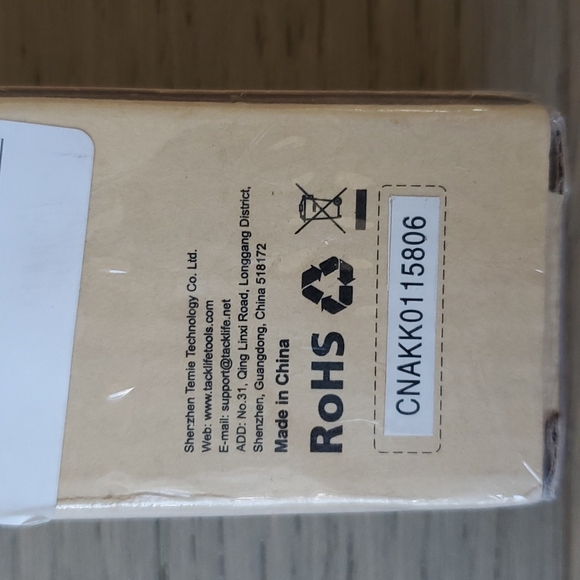 Shenzhen Temie Technology Co. Ltd.
Web: www.tacklifetools.com
E-mail: support@tacklife.net
ADD: No.31, Qing Linxi Road, Longgang District,
Shenzhen, Guangdong, China 518172
Made in China
RoHS
CNAKK0115806